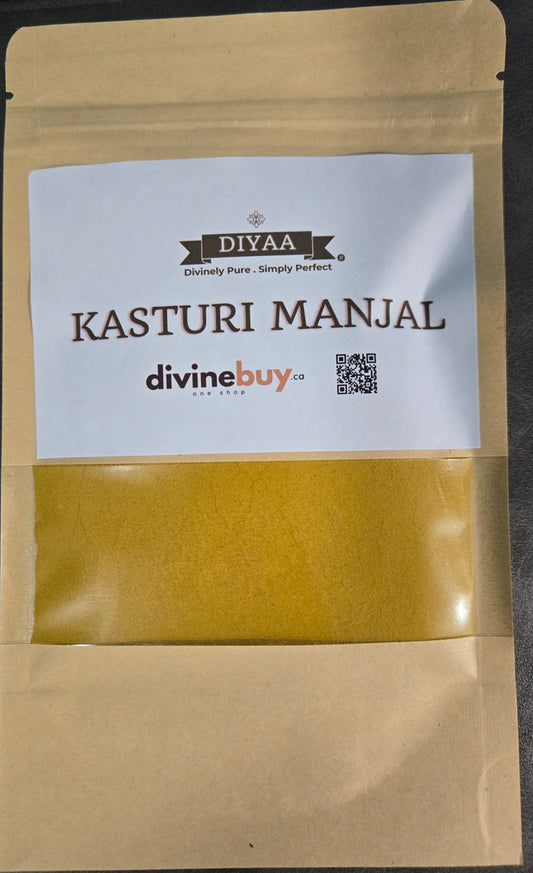 DIYAA
Divinely Pure . Simply Perfect
KASTURI MANJAL
divinebuy.ca
one shop